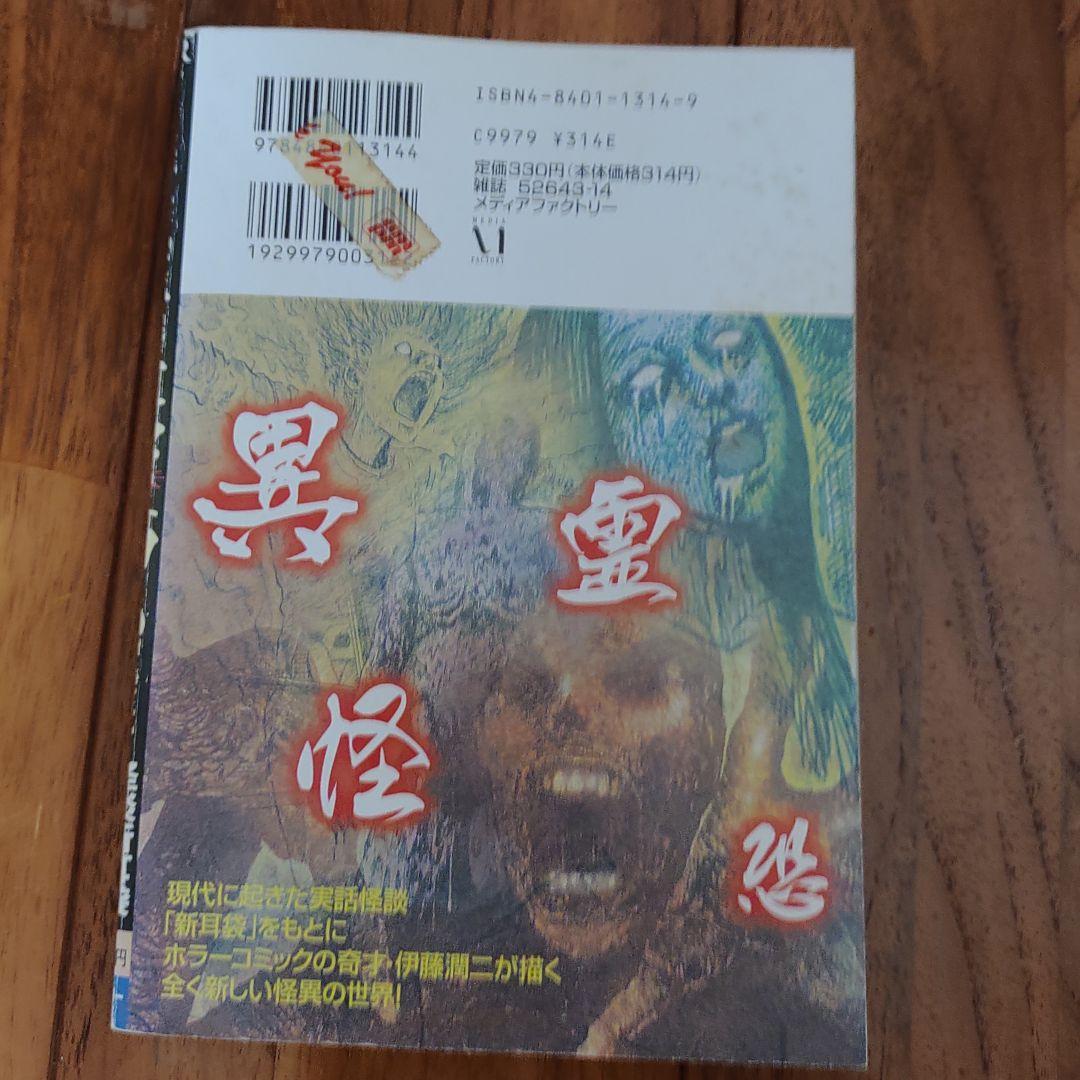 ISBN4-8401-1314-9
C9979 ¥314E
定価330円(本体価格314円)
雑誌 52643-14
メディアファクトリー
MEDIA
FACTORY
異
霊
怪
恐
現代に起きた実話怪談
「新耳袋」をもとに
ホラーコミックの奇才・伊藤潤二が描く
全く新しい怪異の世界!
円